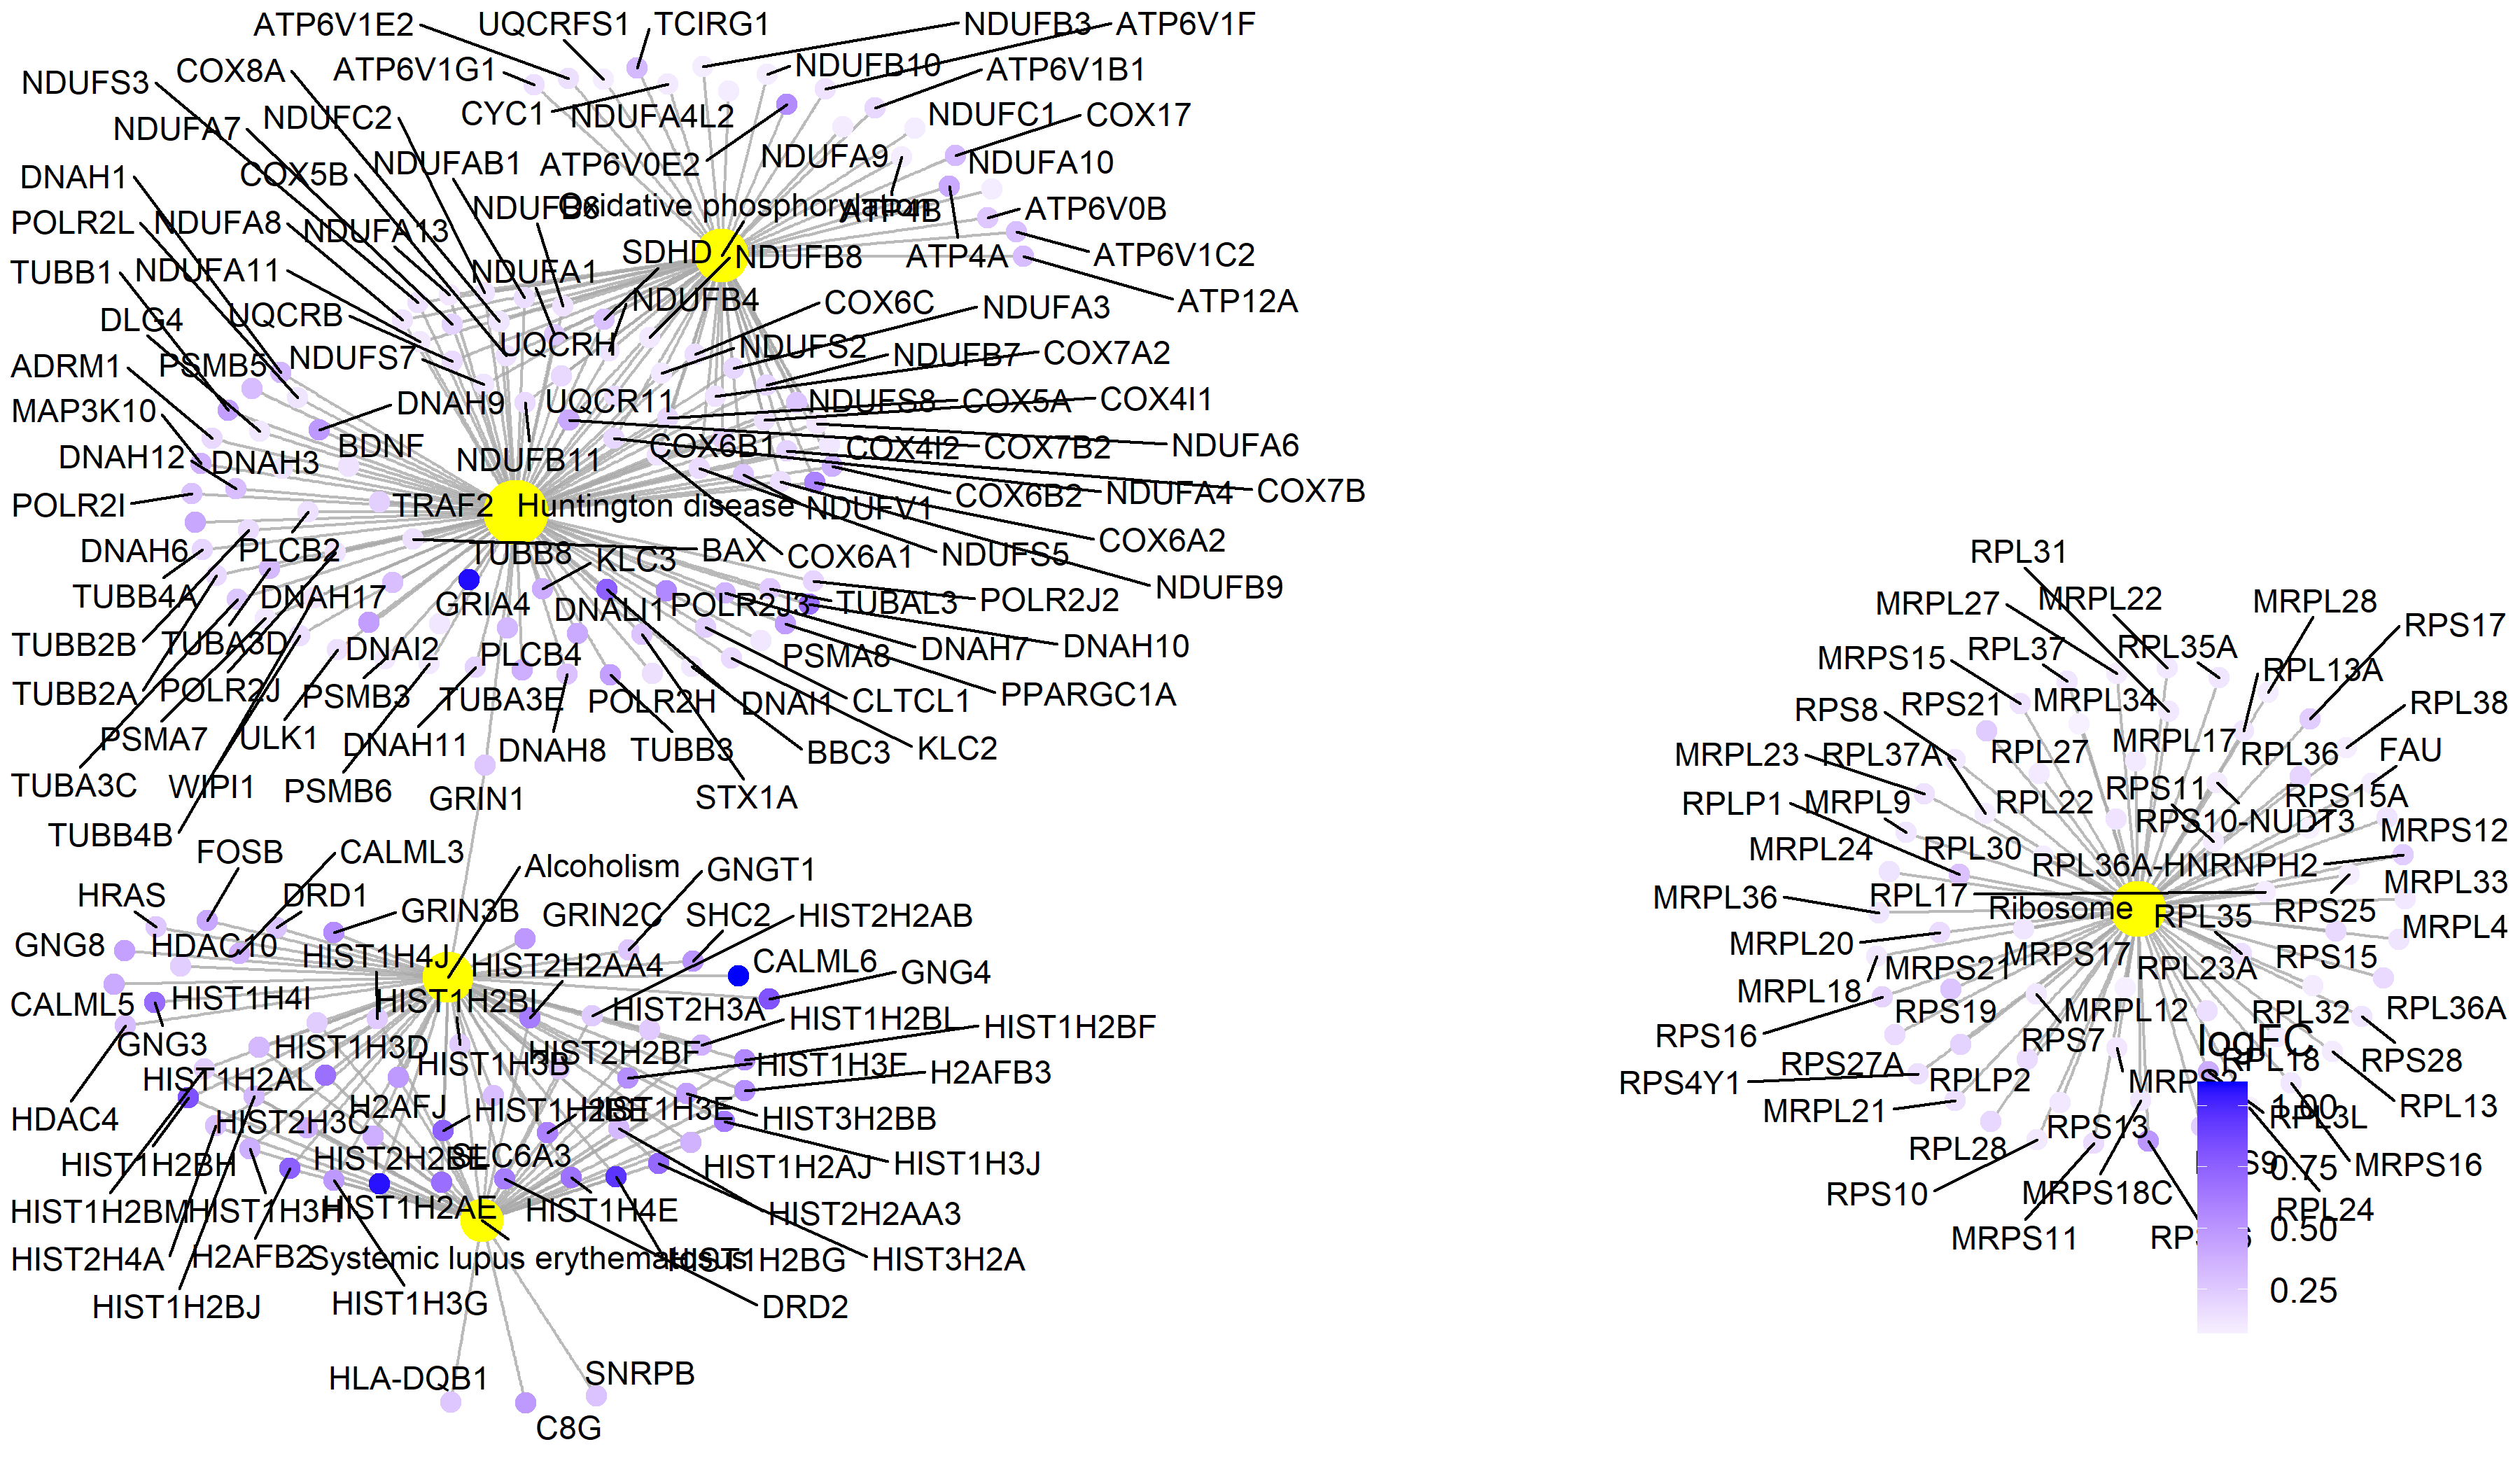 ATP6V1E2
UQCRFS1
TCIRG1
NDUFB3
ATP6V1F
NDUFS3
COX8A
ATP6V1G1
NDUFB10
ATP6V1B1
NDUFA7
NDUFC2
CYC1
NDUFA4L2
NDUFC1
COX17
DNAH1
COX5B
NDUFAB1
ATP6V0E2
NDUFA9
NDUFA10
POLR2L
NDUFA8
NDUFA13
NDUFB6
Oxidative phosphorylation
ATP4B
ATP6V0B
TUBB1
NDUFA11
NDUFA1
SDHD
NDUFB8
ATP4A
ATP6V1C2
DLG4
UQCRB
NDUFB4
COX6C
NDUFA3
ATP12A
ADRM1
PSMB5
NDUFS7
UQCRH
NDUFS2
NDUFB7
COX7A2
MAP3K10
DNAH9
UQCR11
NDUFS8
COX5A
COX4I1
DNAH12
DNAH3
BDNF
NDUFB11
COX6B1
COX4I2
COX7B2
NDUFA6
POLR2I
TRAF2
Huntington disease
NDUFV1
COX6B2
NDUFA4
COX7B
DNAH6
PLCB2
TUBB8
KLC3
BAX
COX6A1
NDUFS5
COX6A2
TUBB4A
DNAH17
GRIA4
DNALI1
POLR2J3
TUBAL3
POLR2J2
NDUFB9
TUBB2B
TUBA3D
DNAI2
PLCB4
PSMA8
DNAH7
DNAH10
TUBB2A
POLR2J
PSMB3
TUBA3E
POLR2H
DNAI1
CLTCL1
PPARGC1A
PSMA7
ULK1
DNAH11
DNAH8
TUBB3
BBC3
KLC2
TUBA3C
WIPI1
PSMB6
GRIN1
STX1A
TUBB4B
FOSB
CALML3
Alcoholism
GNGT1
HRAS
DRD1
GRIN3B
GRIN2C
SHC2
HIST2H2AB
GNG8
HDAC10
HIST1H4J
HIST2H2AA4
CALML6
GNG4
CALML5
HIST1H4I
HIST1H2BI
HIST2H3A
HIST1H2BL
HIST1H2BF
GNG3
HIST1H3D
HIST1H3B
HIST2H2BF
HIST1H3F
H2AFB3
HIST1H2AL
HDAC4
HIST2H3C
H2AFJ
HIST1H2BE
HIST1H3E
HIST3H2BB
HIST1H2BH
HIST2H2BE
SLC6A3
HIST1H2AJ
HIST1H3J
HIST1H2BM
HIST1H3H
HIST1H2AE
HIST1H4E
HIST2H2AA3
HIST2H4A
H2AFB2
Systemic lupus erythematosus
HIST1H2BG
HIST3H2A
HIST1H2BJ
HIST1H3G
DRD2
HLA-DQB1
SNRPB
C8G
RPL31
MRPL27
MRPL22
MRPL28
RPS17
MRPS15
RPL37
RPL35A
RPL13A
RPS8
RPS21
MRPL34
RPL38
MRPL23
RPL37A
RPL27
MRPL17
RPL36
FAU
RPLP1
MRPL9
RPL22
RPS11
RPS15A
RPS10-NUDT3
MRPS12
MRPL24
RPL30
RPL36A-HNRNPH2
MRPL33
MRPL36
RPL17
Ribosome
RPL35
RPS25
MRPL4
MRPL20
MRPS21
MRPS17
RPL23A
RPS15
MRPL18
RPS19
MRPL12
RPL32
RPL36A
RPS16
RPS7
logFC
RPL18
RPS28
RPS4Y1
RPS27A
RPLP2
MRPS2
1.00
RPL3L
RPL13
MRPL21
RPS13
RPL28
0.75
MRPS16
RPS10
MRPS18C
RPL24
MRPS11
0.50
0.25